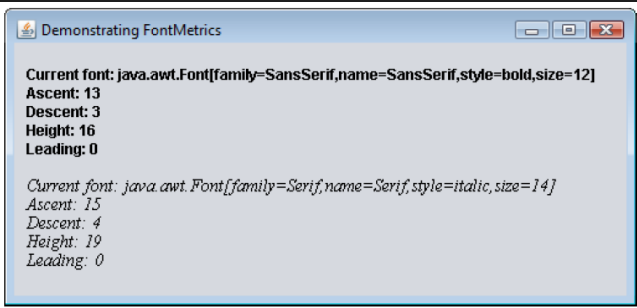 Demonstrating FontMetrics
Current font: java.awt.Font[family=SansSerif,name=SansSerif,style=bold,size=12]
Ascent: 13
Descent: 3
Height: 16
Leading: 0
Current font: java.awt.Font[family=Serif,name=Serif,style=italic,size=14]
Ascent: 15
Descent: 4
Height: 19
Leading: 0